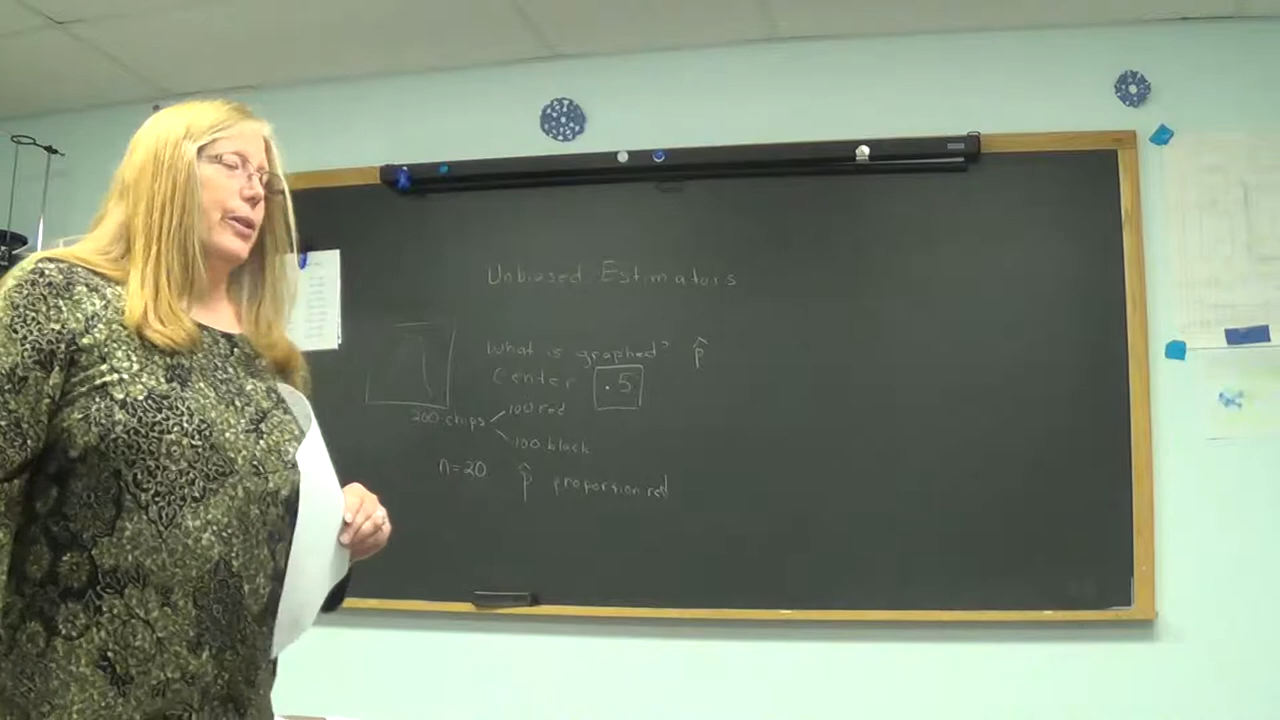 Unbiased Estimators
What is graphed? p̂
Center .5
200 chips 100 red
100 black
n=20 p̂ proportion red